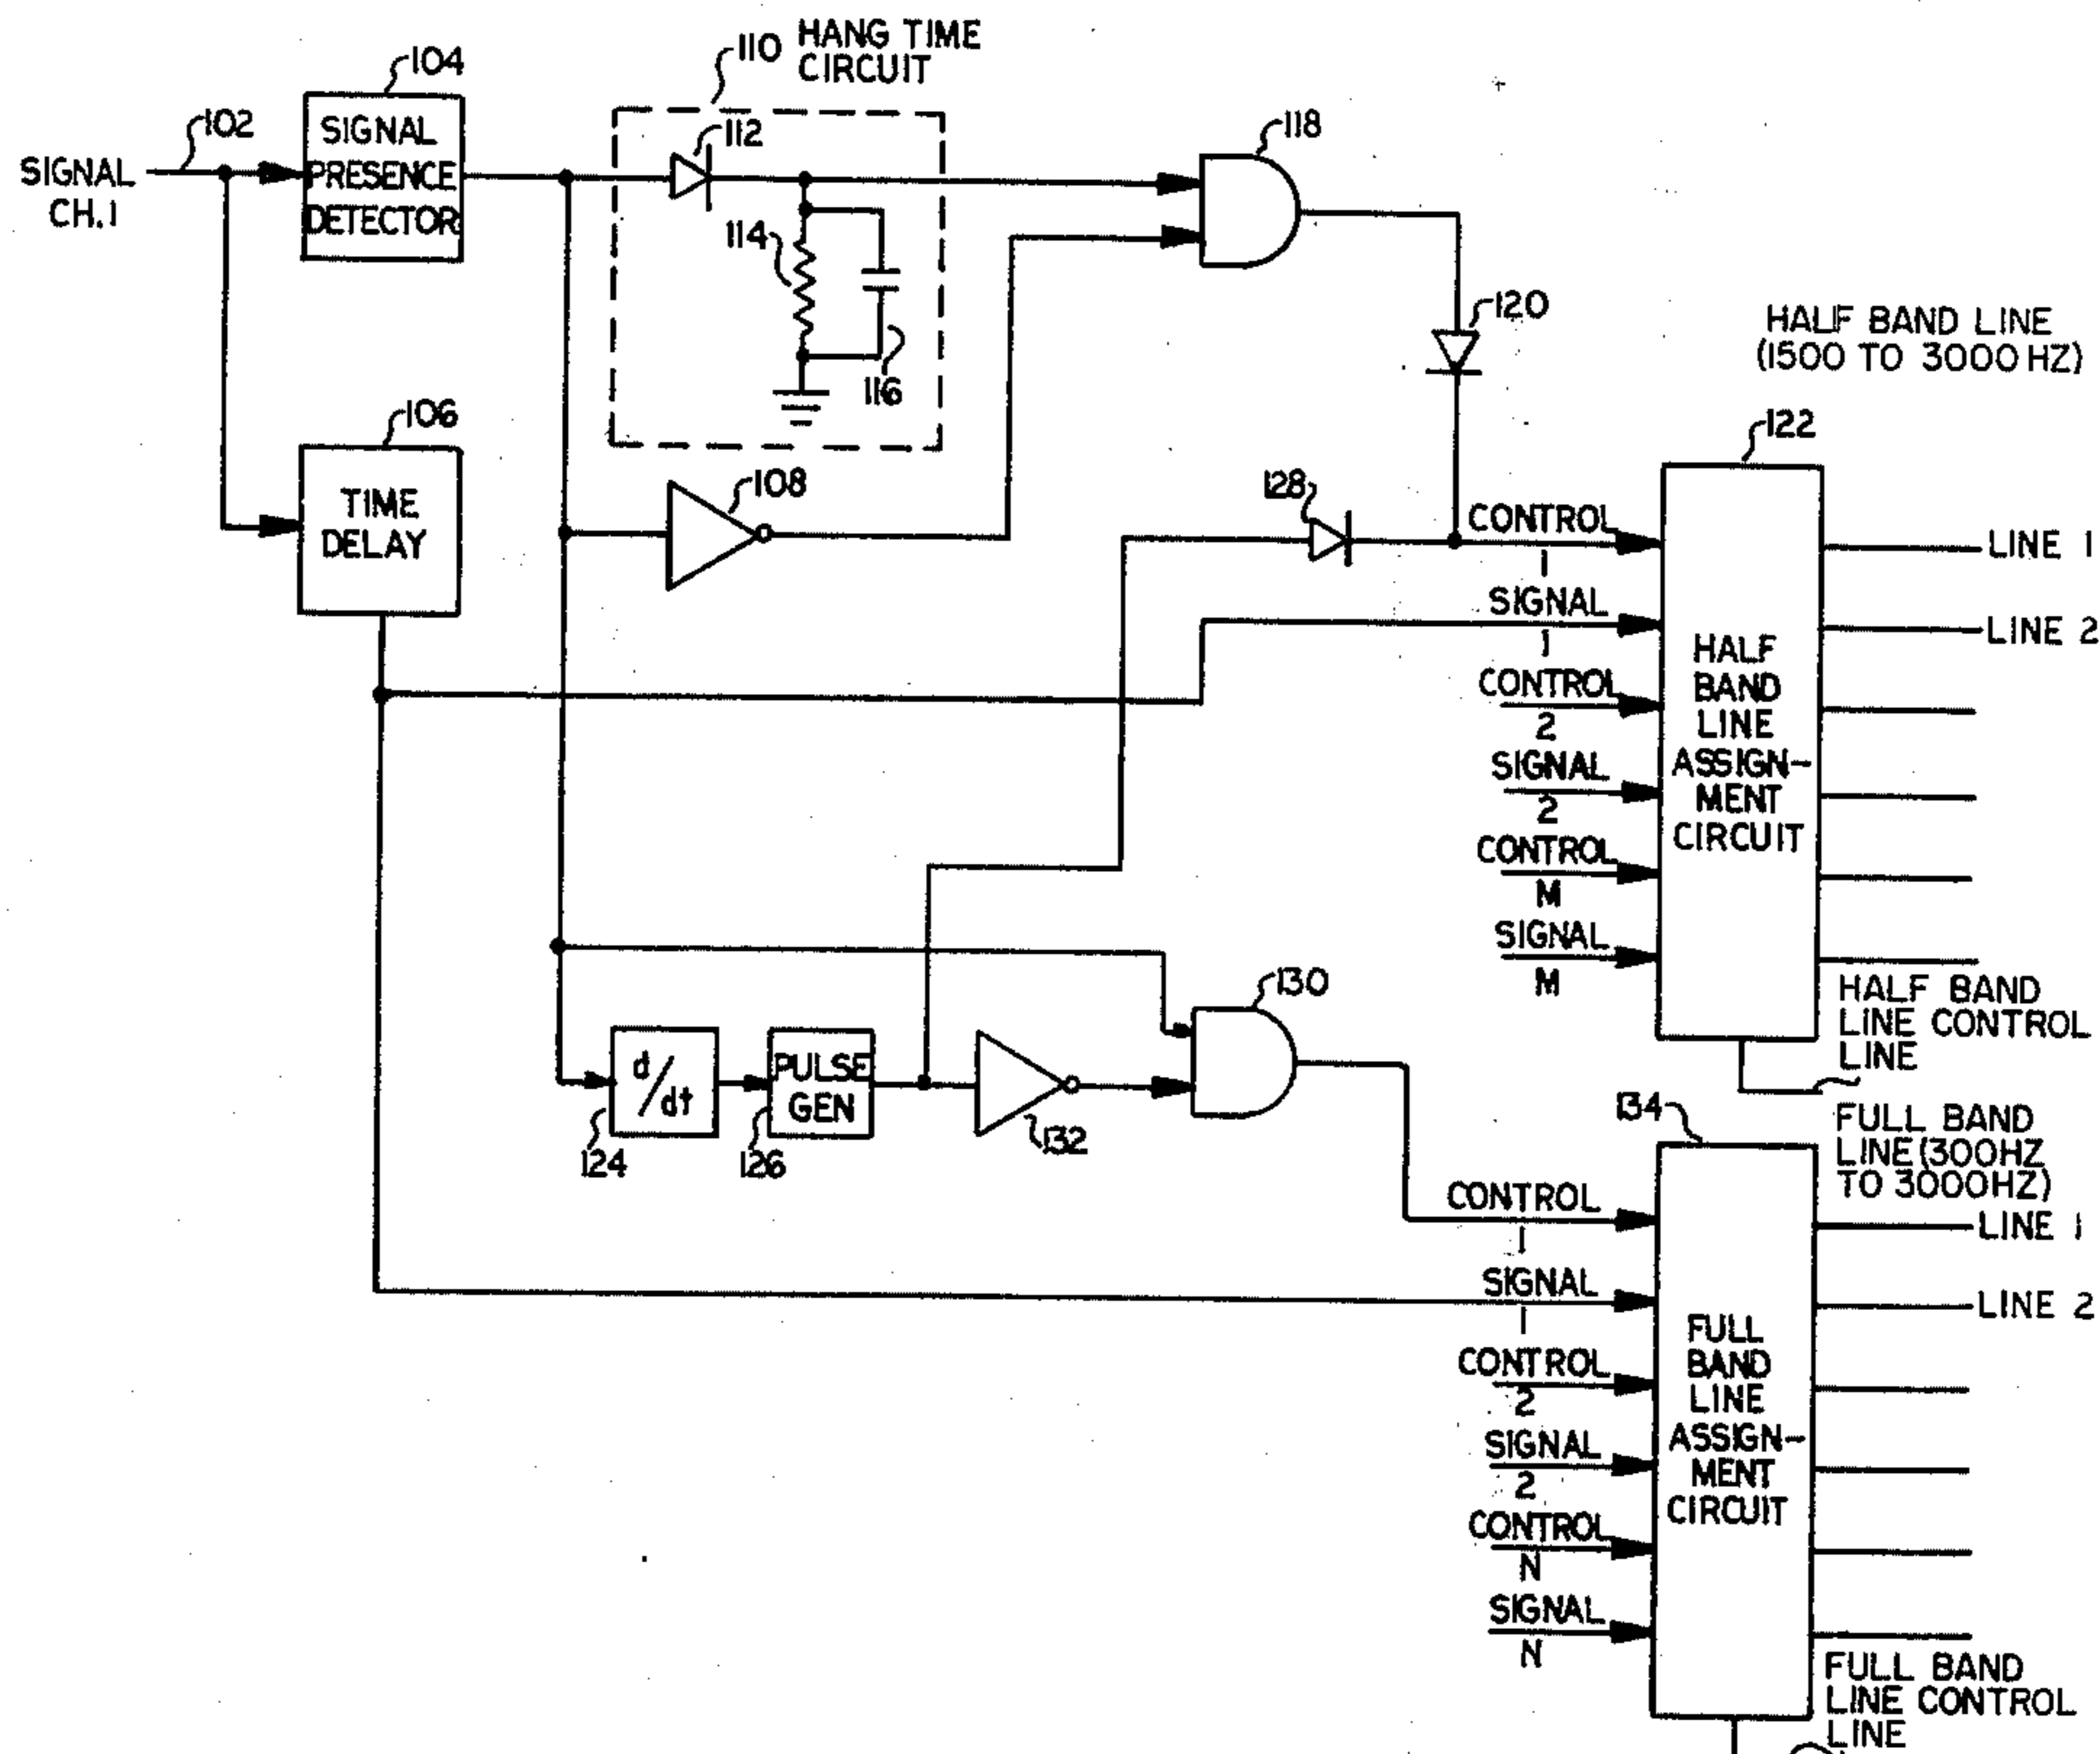 110 HANG TIME
CIRCUIT
104
102
SIGNAL
CH.1
SIGNAL
PRESENCE
DETECTOR
112
118
114
116
120
HALF BAND LINE
(1500 TO 3000 HZ)
106
TIME
DELAY
108
128
122
CONTROL
1
SIGNAL
1
CONTROL
2
SIGNAL
2
CONTROL
M
SIGNAL
M
HALF
BAND
LINE
ASSIGN-
MENT
CIRCUIT
LINE 1
LINE 2
HALF BAND
LINE CONTROL
LINE
130
d/dt
124
PULSE
GEN
126
132
134
FULL BAND
LINE (300HZ
TO 3000HZ)
LINE 1
LINE 2
CONTROL
1
SIGNAL
1
CONTROL
2
SIGNAL
2
CONTROL
N
SIGNAL
N
FULL
BAND
LINE
ASSIGN-
MENT
CIRCUIT
FULL BAND
LINE CONTROL
LINE